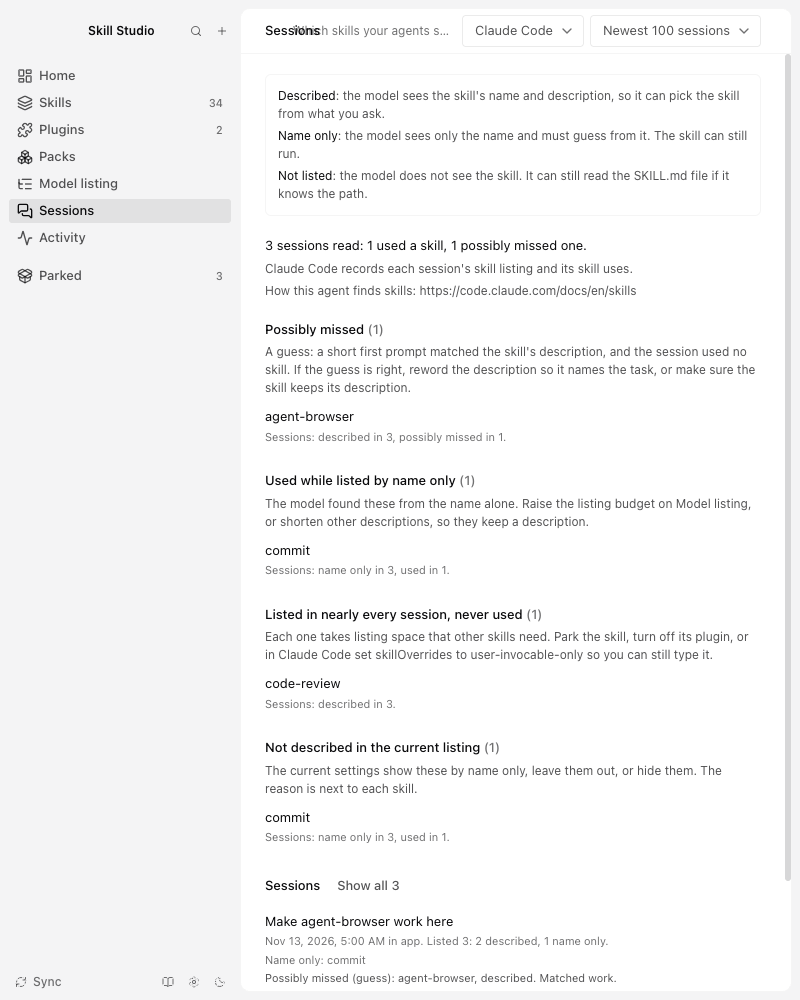 Skill Studio
Home
Skills 34
Plugins 2
Packs
Model listing
Sessions
Activity
Parked 3
Sync
Sessions
skills your agents s...
Claude Code
Newest 100 sessions
Described: the model sees the skill's name and description, so it can pick the skill
from what you ask.
Name only: the model sees only the name and must guess from it. The skill can still
run.
Not listed: the model does not see the skill. It can still read the SKILL.md file if it
knows the path.
3 sessions read: 1 used a skill, 1 possibly missed one.
Claude Code records each session's skill listing and its skill uses.
How this agent finds skills: https://code.claude.com/docs/en/skills
Possibly missed (1)
A guess: a short first prompt matched the skill's description, and the session used no
skill. If the guess is right, reword the description so it names the task, or make sure the
skill keeps its description.
agent-browser
Sessions: described in 3, possibly missed in 1.
Used while listed by name only (1)
The model found these from the name alone. Raise the listing budget on Model listing,
or shorten other descriptions, so they keep a description.
commit
Sessions: name only in 3, used in 1.
Listed in nearly every session, never used (1)
Each one takes listing space that other skills need. Park the skill, turn off its plugin, or
in Claude Code set skillOverrides to user-invocable-only so you can still type it.
code-review
Sessions: described in 3.
Not described in the current listing (1)
The current settings show these by name only, leave them out, or hide them. The
reason is next to each skill.
commit
Sessions: name only in 3, used in 1.
Sessions Show all 3
Make agent-browser work here
Nov 13, 2026, 5:00 AM in app. Listed 3: 2 described, 1 name only.
Name only: commit
Possibly missed (guess): agent-browser, described. Matched work.